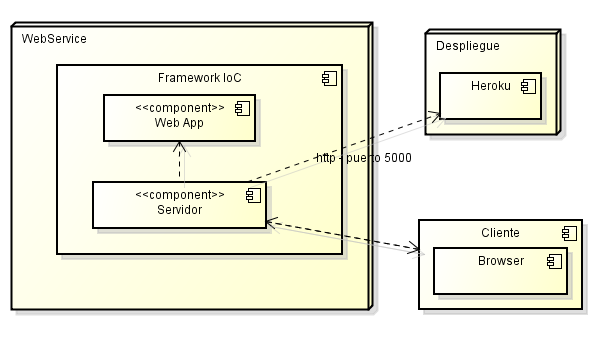 WebService
Framework IoC
<<component>>
Web App
<<component>>
Servidor
Despliegue
Heroku
http - puerto 5000
Cliente
Browser